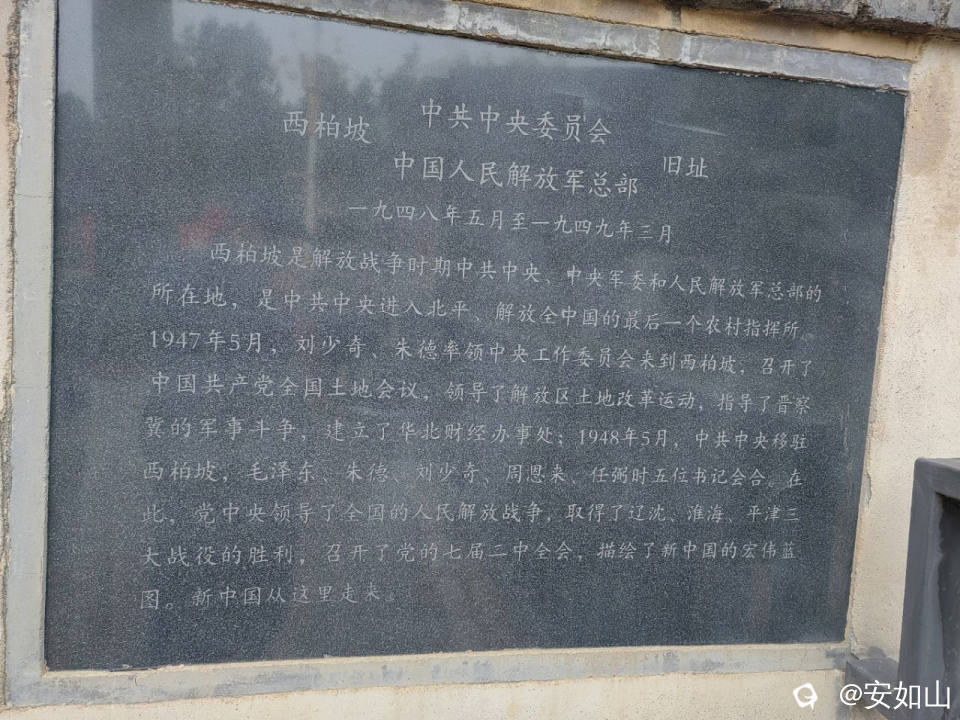 中共中央委员会
西柏坡 旧址
中国人民解放军总部
一九四八年五月至一九四九年三月
西柏坡是解放战争时期中共中央、中央军委和人民解放军总部的
所在地，是中共中央进入北平、解放全中国的最后一个农村指挥所。
1947年5月，刘少奇、朱德率领中央工作委员会来到西柏坡，召开了
中国共产党全国土地会议，领导了解放区土地改革运动，指导了晋察
冀的军事斗争，建立了华北财经办事处；1948年5月，中共中央移驻
西柏坡，毛泽东、朱德、刘少奇、周恩来、任弼时五位书记会合。在
此，党中央领导了全国的人民解放战争，取得了辽沈、淮海、平津三
大战役的胜利，召开了党的七届二中全会，描绘了新中国的宏伟蓝
图。新中国从这里走来。
@安如山